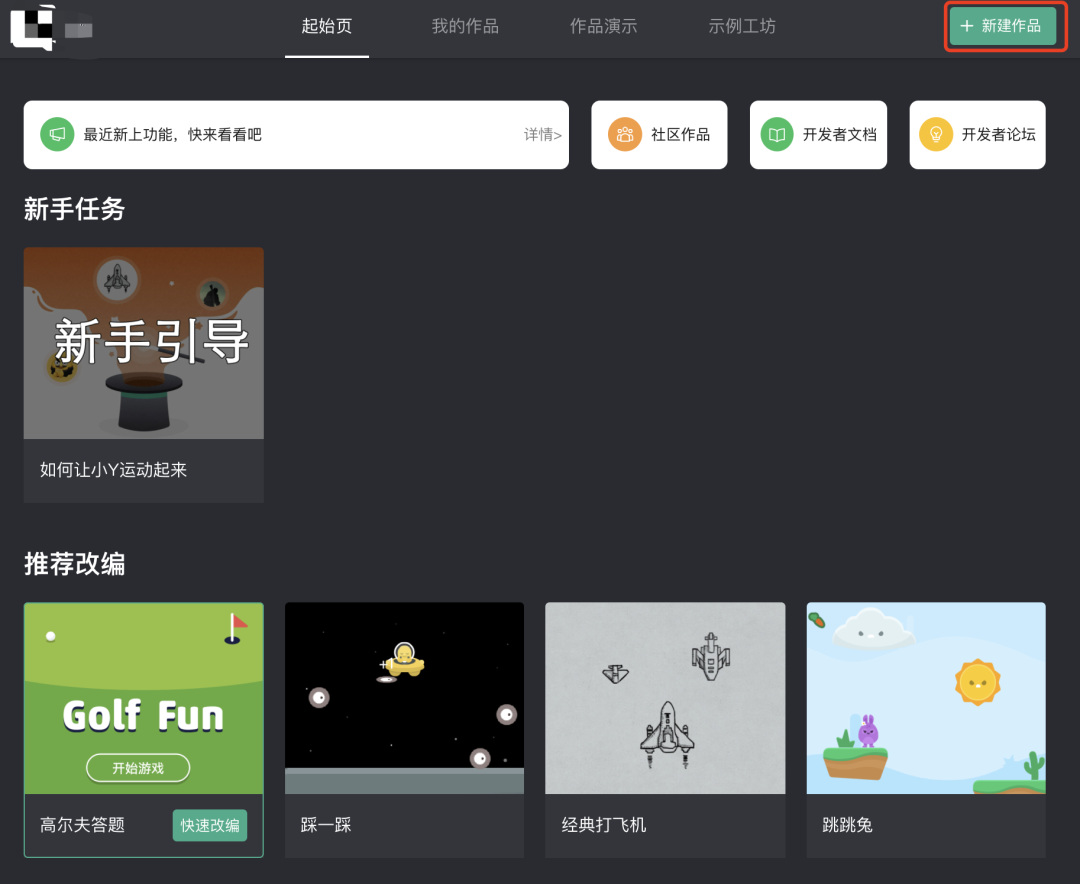 起始页
我的作品
作品演示
示例工坊
+ 新建作品
最近新上功能，快来看看吧
详情>
社区作品
开发者文档
开发者论坛
新手任务
新手引导
如何让小Y运动起来
推荐改编
Golf Fun
开始游戏
高尔夫答题
快速改编
踩一踩
经典打飞机
跳跳兔